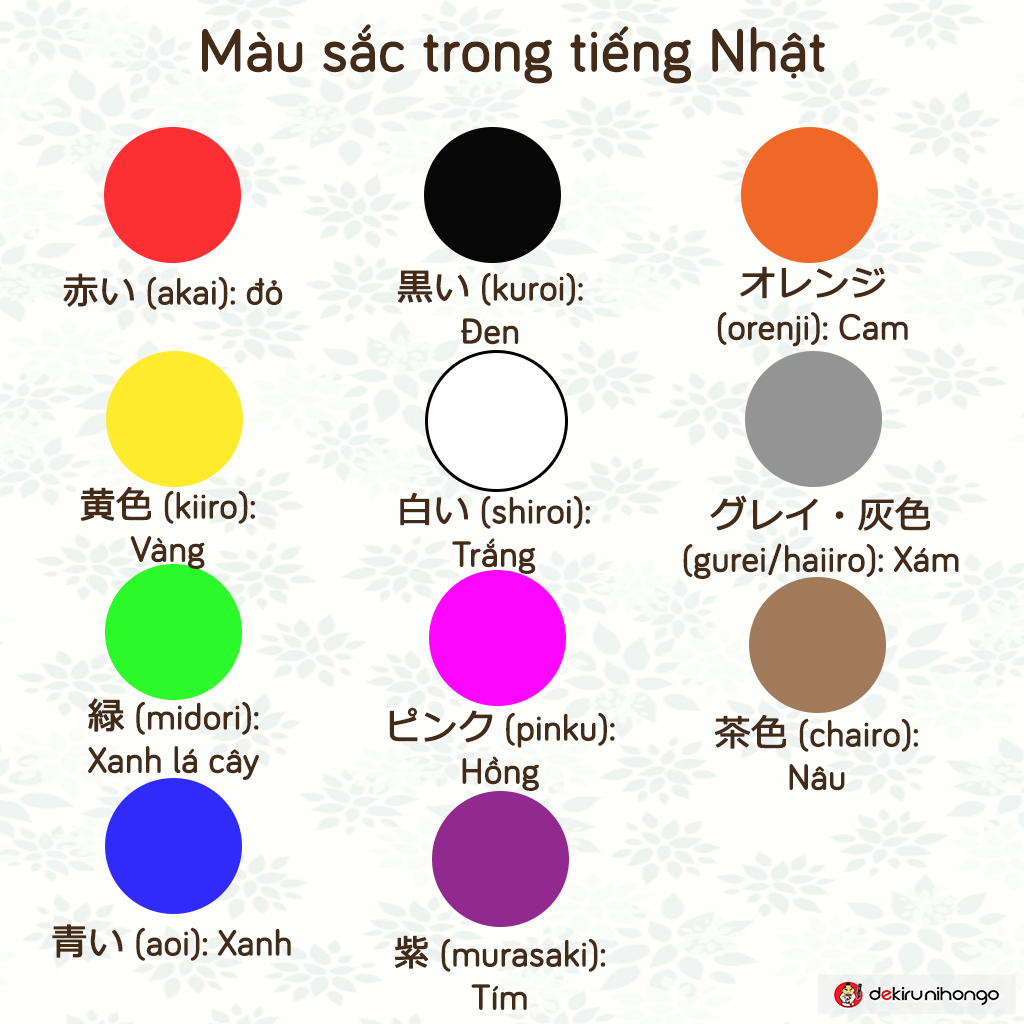 Màu sắc trong tiếng Nhật
赤い (akai): đỏ
黒い (kuroi):
Đen
オレンジ
(orenji): Cam
黄色 (kiiro):
Vàng
白い (shiroi):
Trắng
グレイ・灰色
(gurei/haiiro): Xám
緑 (midori):
Xanh lá cây
ピンク (pinku):
Hồng
茶色 (chairo):
Nâu
青い (aoi): Xanh
紫 (murasaki):
Tím
dekirunihongo